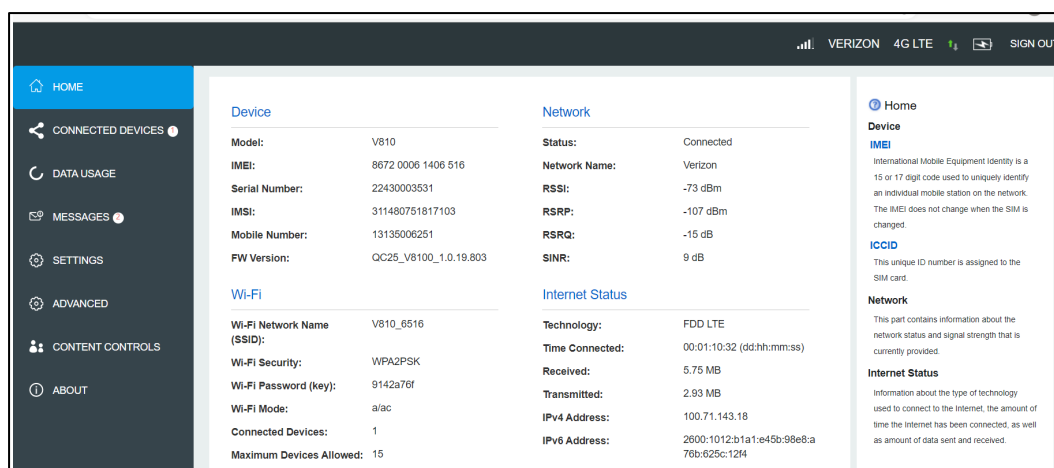 VERIZON 4G LTE SIGN OU
HOME
CONNECTED DEVICES 1
DATA USAGE
MESSAGES 2
SETTINGS
ADVANCED
CONTENT CONTROLS
ABOUT
Device
Model: V810
IMEI: 8672 0006 1406 516
Serial Number: 22430003531
IMSI: 311480751817103
Mobile Number: 13135006251
FW Version: QC25_V8100_1.0.19.803
Wi-Fi
Wi-Fi Network Name V810_6516
(SSID):
Wi-Fi Security: WPA2PSK
Wi-Fi Password (key): 9142a76f
Wi-Fi Mode: a/ac
Connected Devices: 1
Maximum Devices Allowed: 15
Network
Status: Connected
Network Name: Verizon
RSSI: -73 dBm
RSRP: -107 dBm
RSRQ: -15 dB
SINR: 9 dB
Internet Status
Technology: FDD LTE
Time Connected: 00:01:10:32 (dd:hh:mm:ss)
Received: 5.75 MB
Transmitted: 2.93 MB
IPv4 Address: 100.71.143.18
IPv6 Address: 2600:1012:b1a1:e45b:98e8:a
76b:625c:12f4
? Home
Device
IMEI
International Mobile Equipment Identity is a
15 or 17 digit code used to uniquely identify
an individual mobile station on the network.
The IMEI does not change when the SIM is
changed.
ICCID
This unique ID number is assigned to the
SIM card.
Network
This part contains information about the
network status and signal strength that is
currently provided.
Internet Status
Information about the type of technology
used to connect to the Internet, the amount of
time the Internet has been connected, as well
as amount of data sent and received.